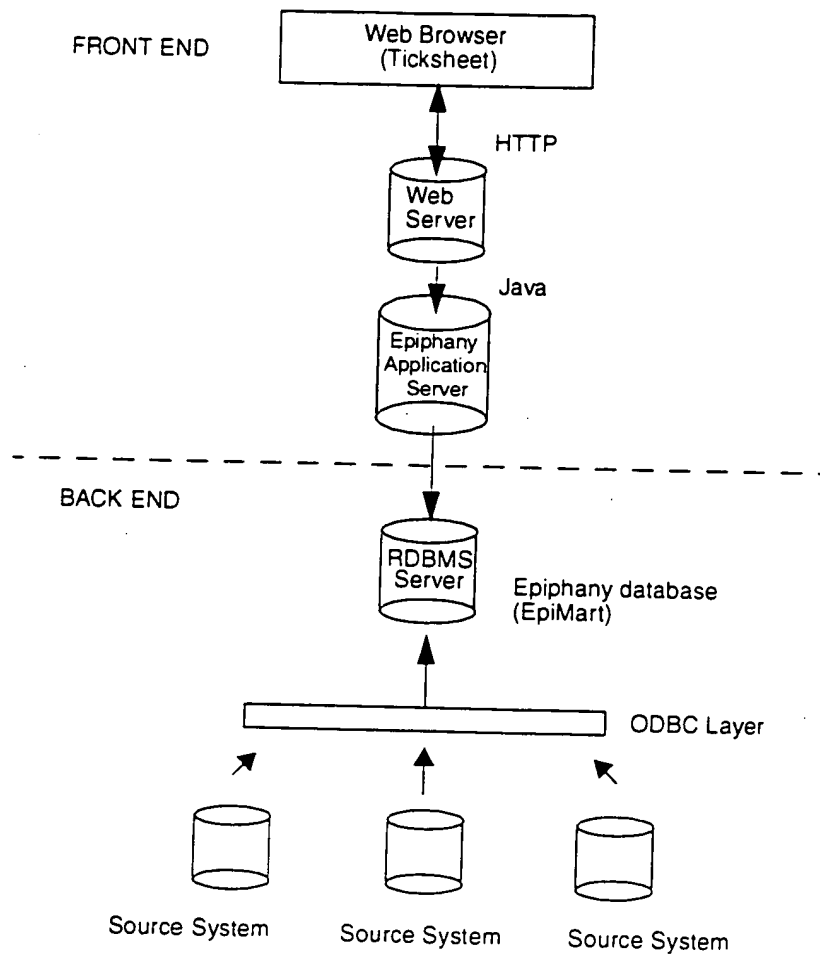 FRONT END
Web Browser
(Ticksheet)
HTTP
Web
Server
Java
Epiphany
Application
Server
BACK END
RDBMS
Server
Epiphany database
(EpiMart)
ODBC Layer
Source System
Source System
Source System